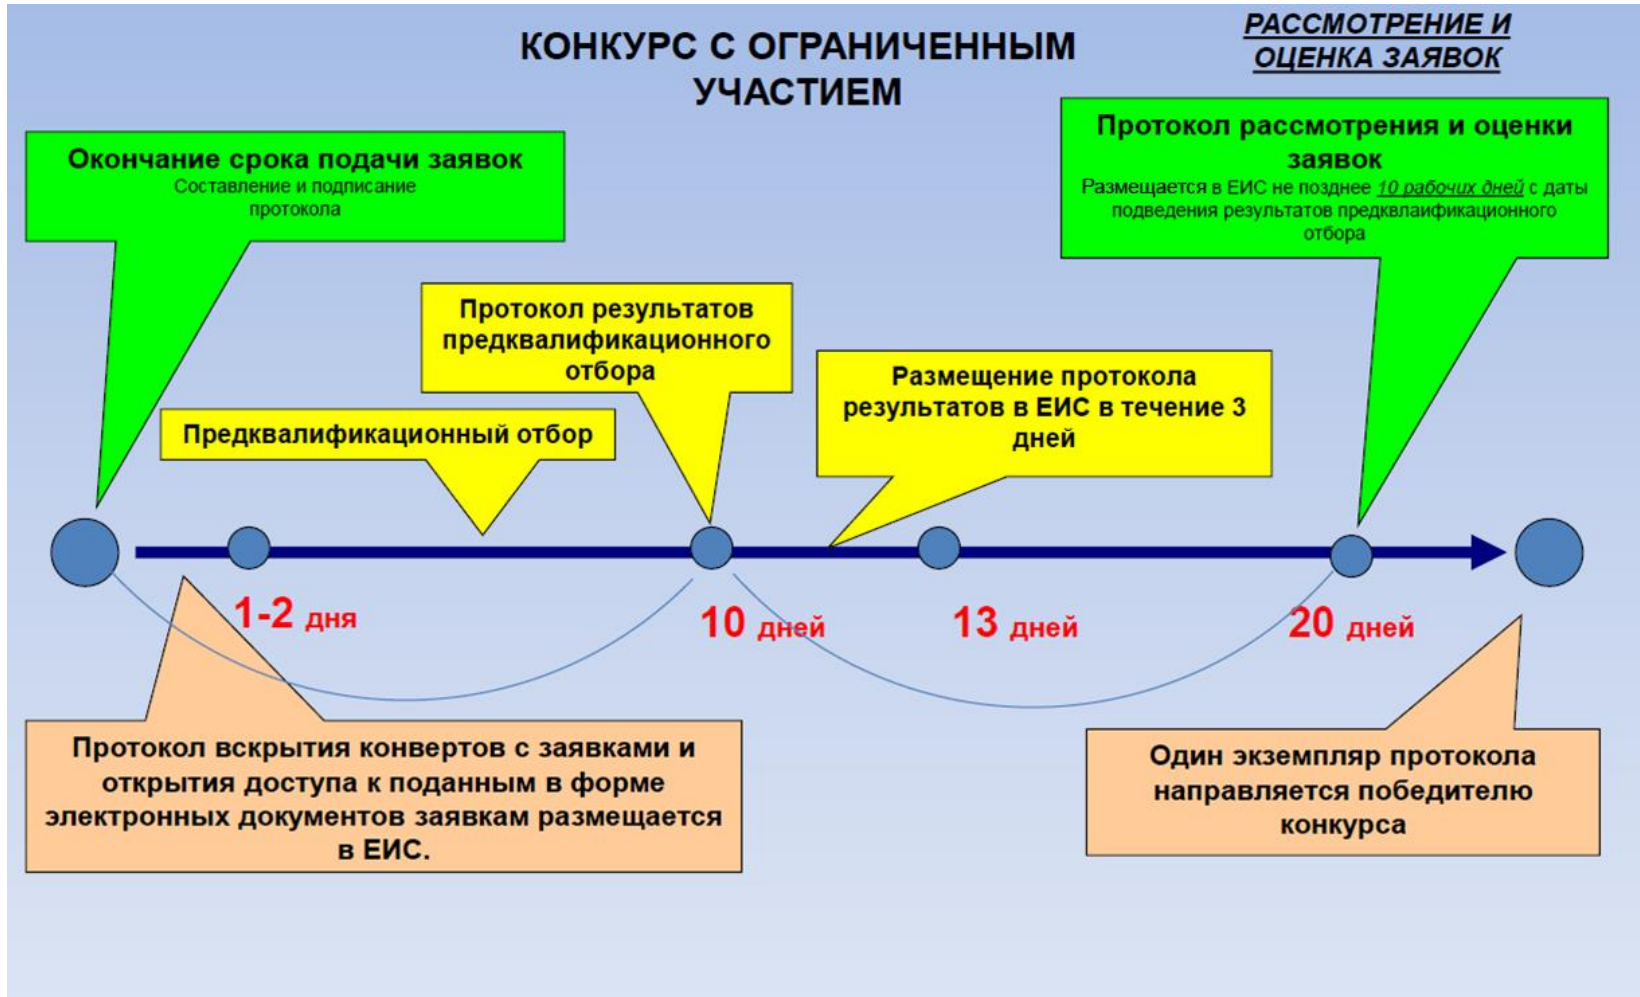 КОНКУРС С ОГРАНИЧЕННЫМ
УЧАСТИЕМ
РАССМОТРЕНИЕ И
ОЦЕНКА ЗАЯВОК
Окончание срока подачи заявок
Составление и подписание
протокола
Протокол рассмотрения и оценки
заявок
Размещается в ЕИС не позднее 10 рабочих дней с даты
подведения результатов предквлаификационного
отбора
Протокол результатов
предквалификационного
отбора
Размещение протокола
результатов в ЕИС в течение 3
дней
Предквалификационный отбор
1-2 дня
10 дней
13 дней
20 дней
Протокол вскрытия конвертов с заявками и
открытия доступа к поданным в форме
электронных документов заявкам размещается
в ЕИС.
Один экземпляр протокола
направляется победителю
конкурса